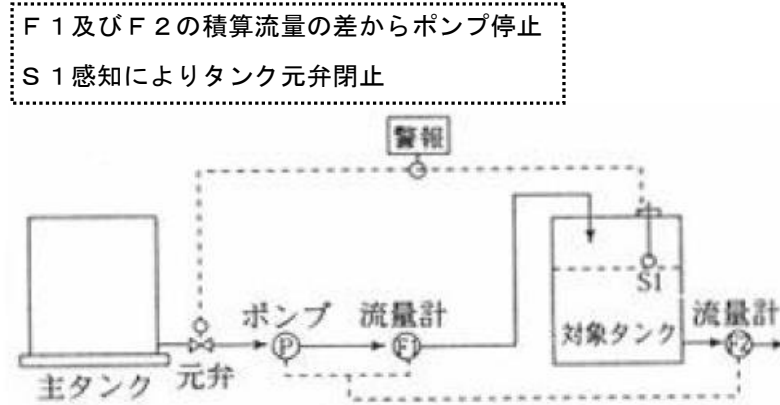 F1及びF2の積算流量の差からポンプ停止
S1感知によりタンク元弁閉止
警報
S1
ポンプ 流量計
対象タンク 流量計
P F1 F2
主タンク 元弁